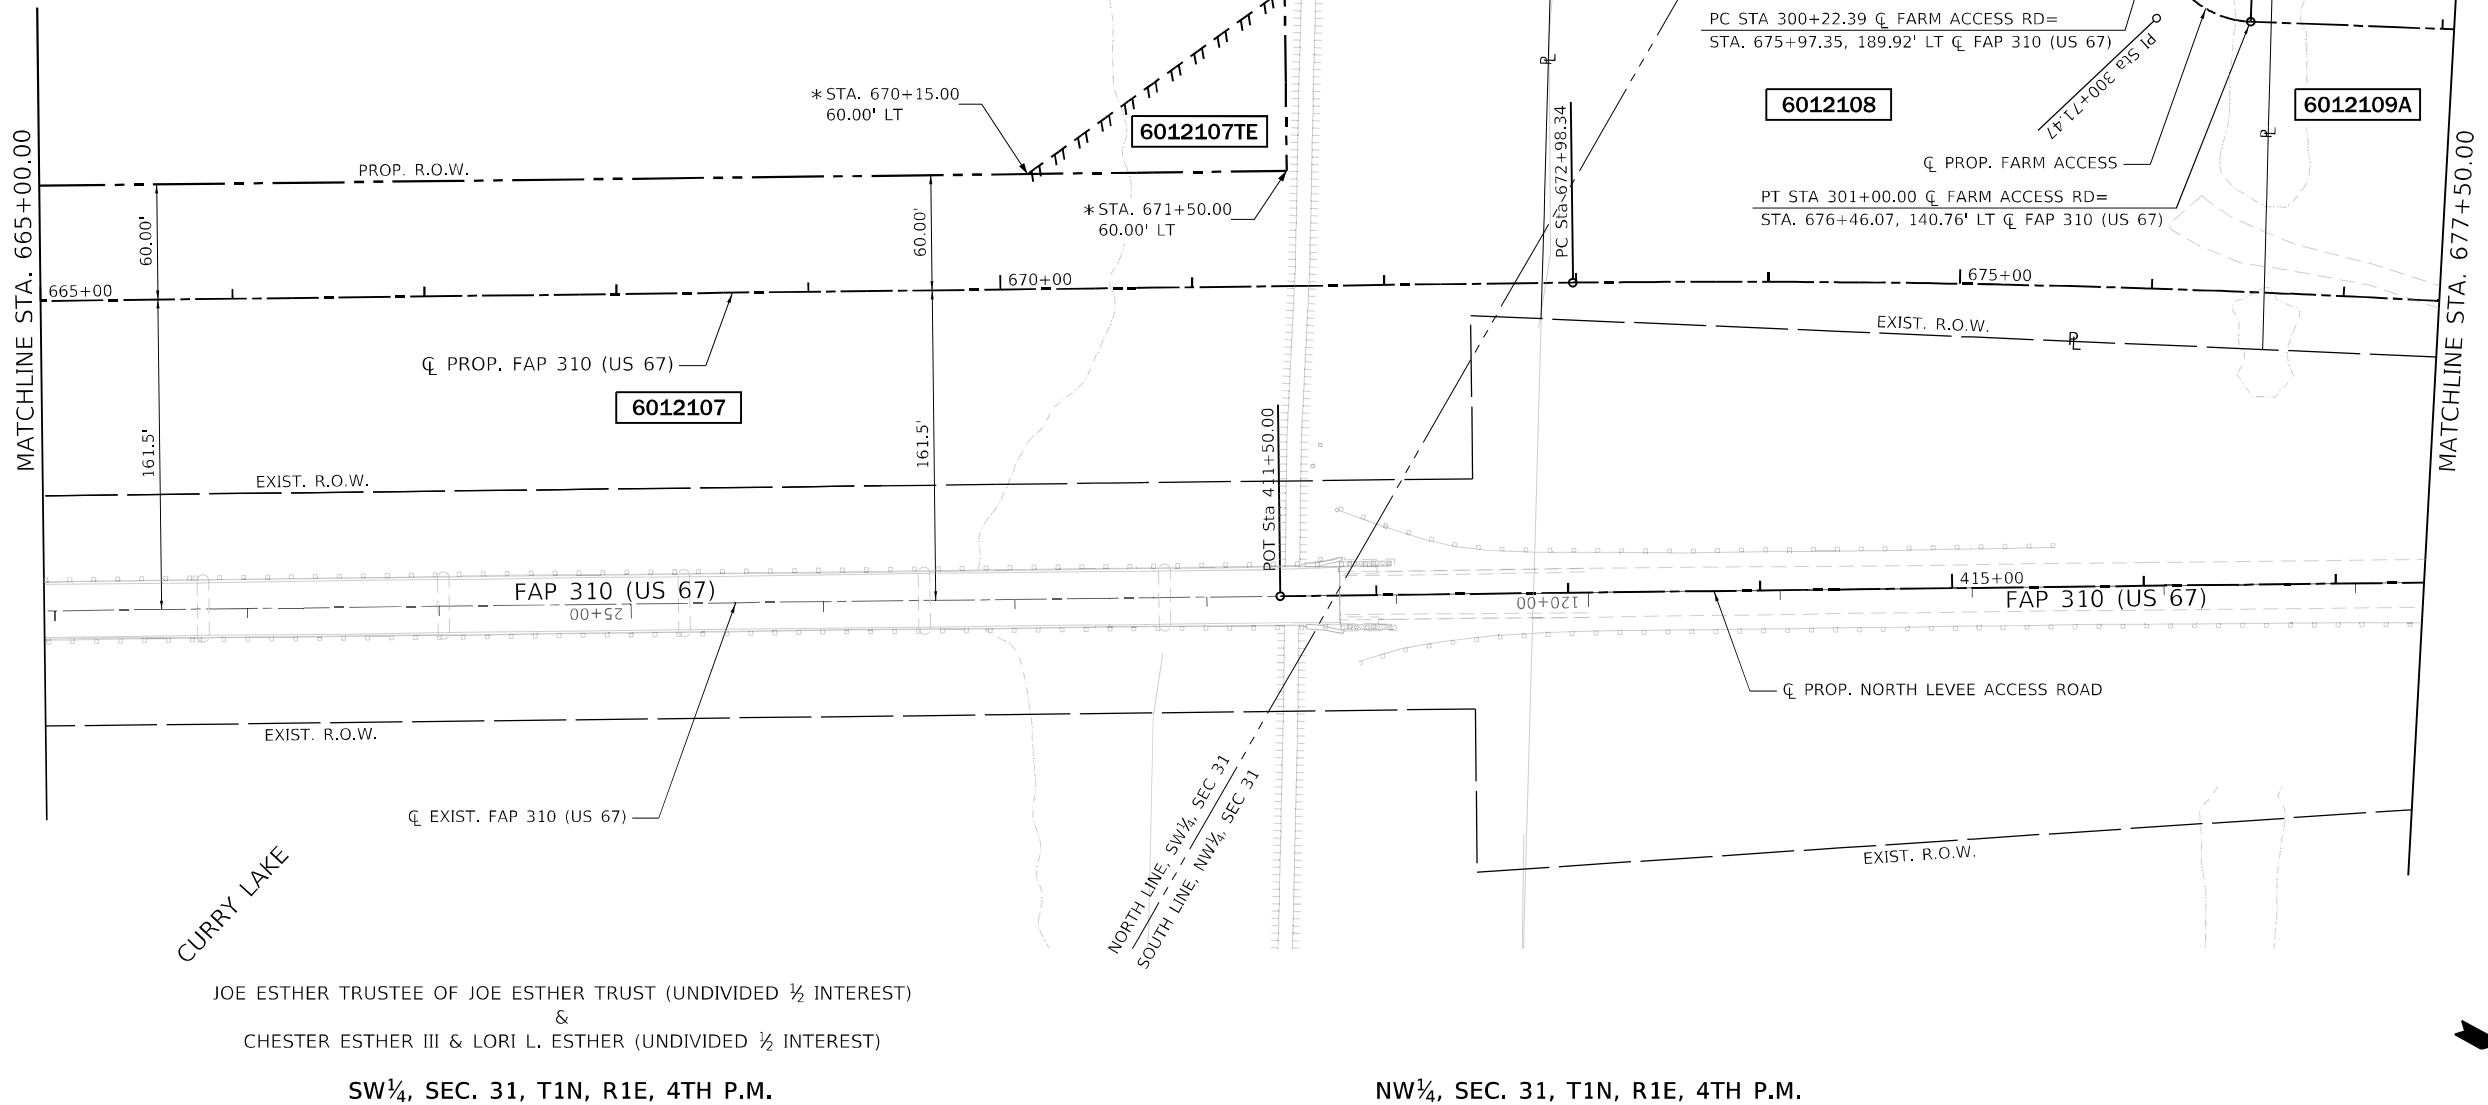 PC STA 300+22.39 ℄ FARM ACCESS RD=
STA. 675+97.35, 189.92' LT ℄ FAP 310 (US 67)
PI Sta 300+71.47
6012108
6012109A
* STA. 670+15.00
60.00' LT
6012107TE
PC Sta 672+98.34
℄ PROP. FARM ACCESS
PROP. R.O.W.
PT STA 301+00.00 ℄ FARM ACCESS RD=
STA. 676+46.07, 140.76' LT ℄ FAP 310 (US 67)
* STA. 671+50.00
60.00' LT
MATCHLINE STA. 665+00.00
MATCHLINE STA. 677+50.00
60.00'
60.00'
665+00
670+00
675+00
EXIST. R.O.W.
℄ PROP. FAP 310 (US 67)
6012107
161.5'
161.5'
POT Sta 411+50.00
EXIST. R.O.W.
FAP 310 (US 67)
25+00
120+00
415+00
FAP 310 (US 67)
℄ PROP. NORTH LEVEE ACCESS ROAD
EXIST. R.O.W.
℄ EXIST. FAP 310 (US 67)
NORTH LINE, SW¼, SEC 31
SOUTH LINE, NW¼, SEC 31
EXIST. R.O.W.
CURRY LAKE
JOE ESTHER TRUSTEE OF JOE ESTHER TRUST (UNDIVIDED ½ INTEREST)
&
CHESTER ESTHER III & LORI L. ESTHER (UNDIVIDED ½ INTEREST)
SW¼, SEC. 31, T1N, R1E, 4TH P.M.
NW¼, SEC. 31, T1N, R1E, 4TH P.M.
℄
℄
℄